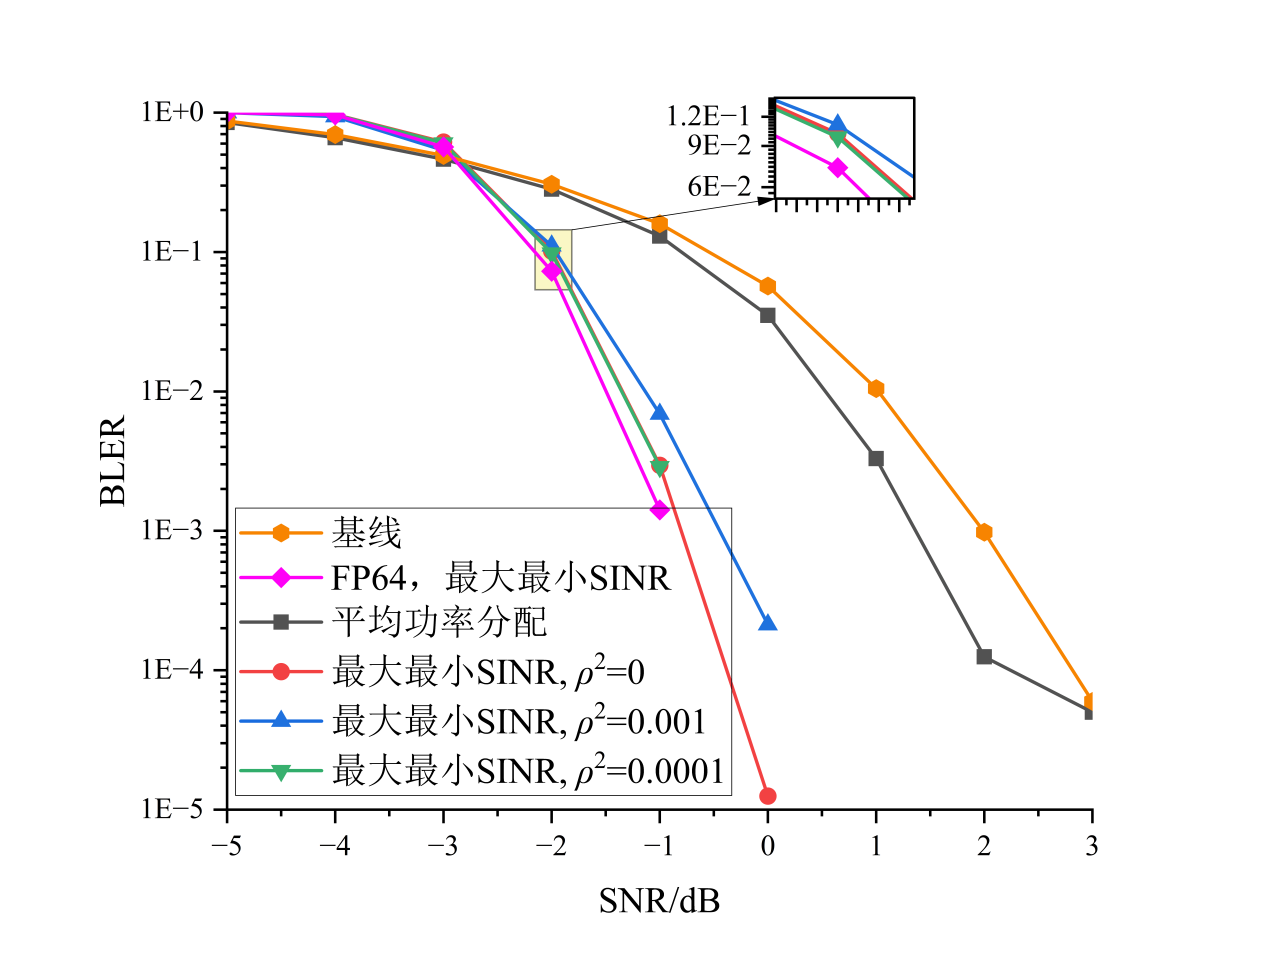 1E+0
1E−1
1E−2
1E−3
1E−4
1E−5
BLER
1.2E−1
9E−2
6E−2
基线
FP64，最大最小SINR
平均功率分配
最大最小SINR, ρ²=0
最大最小SINR, ρ²=0.001
最大最小SINR, ρ²=0.0001
−5 −4 −3 −2 −1 0 1 2 3
SNR/dB